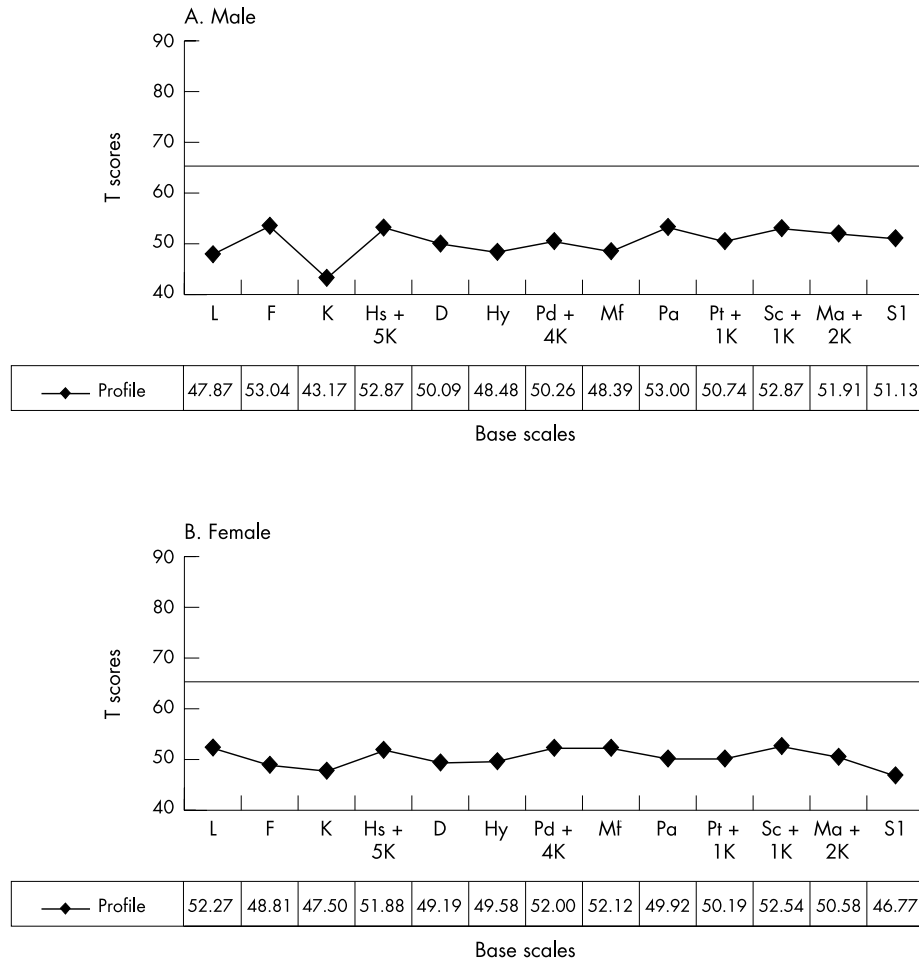 A. Male
90
80
70
60
50
40
T scores
L F K Hs + 5K D Hy Pd + 4K Mf Pa Pt + 1K Sc + 1K Ma + 2K S1
Profile 47.87 53.04 43.17 52.87 50.09 48.48 50.26 48.39 53.00 50.74 52.87 51.91 51.13
Base scales
B. Female
90
80
70
60
50
40
T scores
L F K Hs + 5K D Hy Pd + 4K Mf Pa Pt + 1K Sc + 1K Ma + 2K S1
Profile 52.27 48.81 47.50 51.88 49.19 49.58 52.00 52.12 49.92 50.19 52.54 50.58 46.77
Base scales